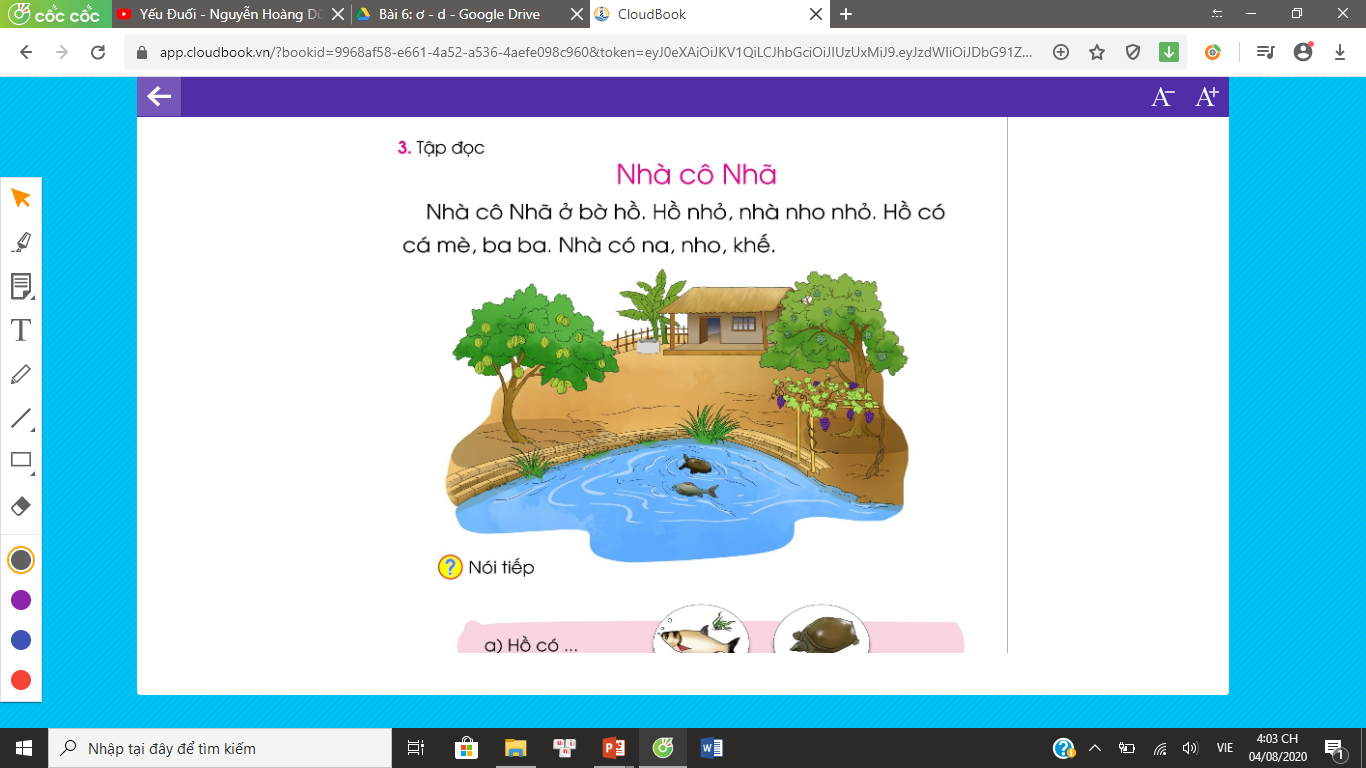 cốc cốc
Yếu Đuối - Nguyễn Hoàng Dũ
Bài 6: ơ - d - Google Drive
CloudBook
app.cloudbook.vn/?bookid=9968af58-e661-4a52-a536-4aefe098c960&token=eyJ0eXAiOiJKV1QiLCJhbGciOiJIUzUxMiJ9.eyJzdWIiOiJDbG91Z...
A- A+
3. Tập đọc
Nhà cô Nhã
Nhà cô Nhã ở bờ hồ. Hồ nhỏ, nhà nho nhỏ. Hồ có
cá mè, ba ba. Nhà có na, nho, khế.
T
? Nói tiếp
a) Hồ có ...
Nhập tại đây để tìm kiếm
VIE
4:03 CH
04/08/2020
1